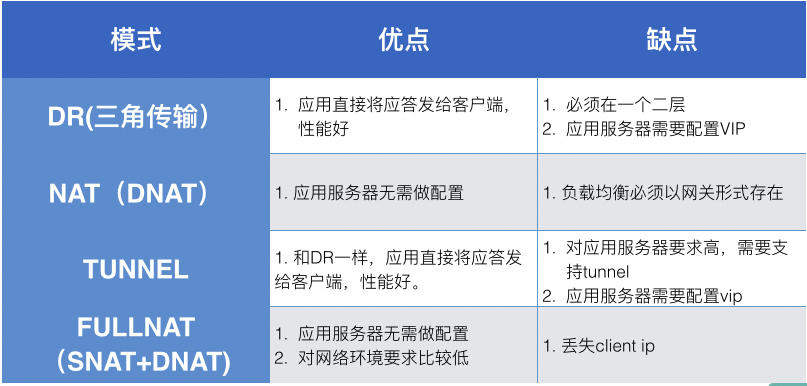 模式 优点 缺点
DR(三角传输） 1. 应用直接将应答发给客户端，
性能好 1. 必须在一个二层
2. 应用服务器需要配置VIP
NAT（DNAT） 1. 应用服务器无需做配置 1. 负载均衡必须以网关形式存在
TUNNEL 1. 和DR一样，应用直接将应答发
给客户端，性能好。 1. 对应用服务器要求高，需要支
持tunnel
2. 应用服务器需要配置vip
FULLNAT
（SNAT+DNAT) 1. 应用服务器无需做配置
2. 对网络环境要求比较低 1. 丢失client ip